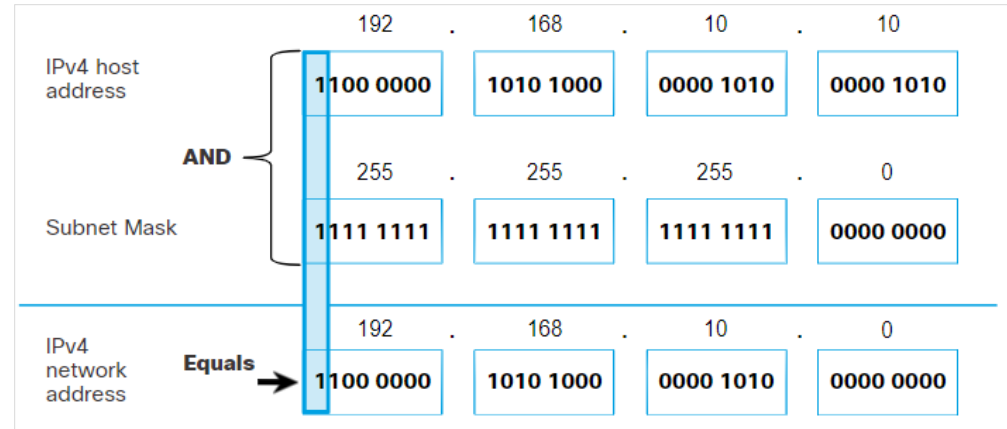 192 . 168 . 10 . 10
IPv4 host
address
1100 0000 1010 1000 0000 1010 0000 1010
AND
255 . 255 . 255 . 0
Subnet Mask
1111 1111 1111 1111 1111 1111 0000 0000
192 . 168 . 10 . 0
IPv4
network
address
Equals
1100 0000 1010 1000 0000 1010 0000 0000